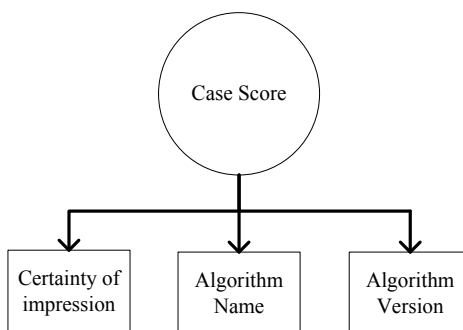 Case Score
Certainty of
impression
Algorithm
Name
Algorithm
Version